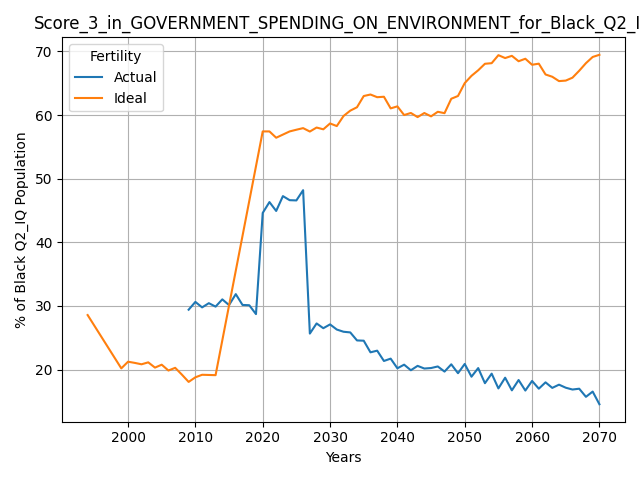 Score_3_in_GOVERNMENT_SPENDING_ON_ENVIRONMENT_for_Black_Q2_I
Fertility
Actual
Ideal
% of Black Q2_IQ Population
70
60
50
40
30
20
2000 2010 2020 2030 2040 2050 2060 2070
Years